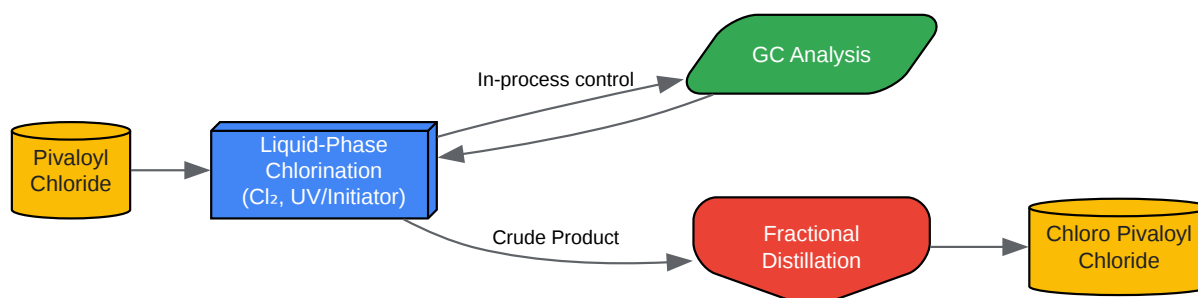 Pivaloyl
Chloride
Liquid-Phase
Chlorination
(Cl₂, UV/Initiator)
In-process control
GC Analysis
Crude Product
Fractional
Distillation
Chloro Pivaloyl
Chloride